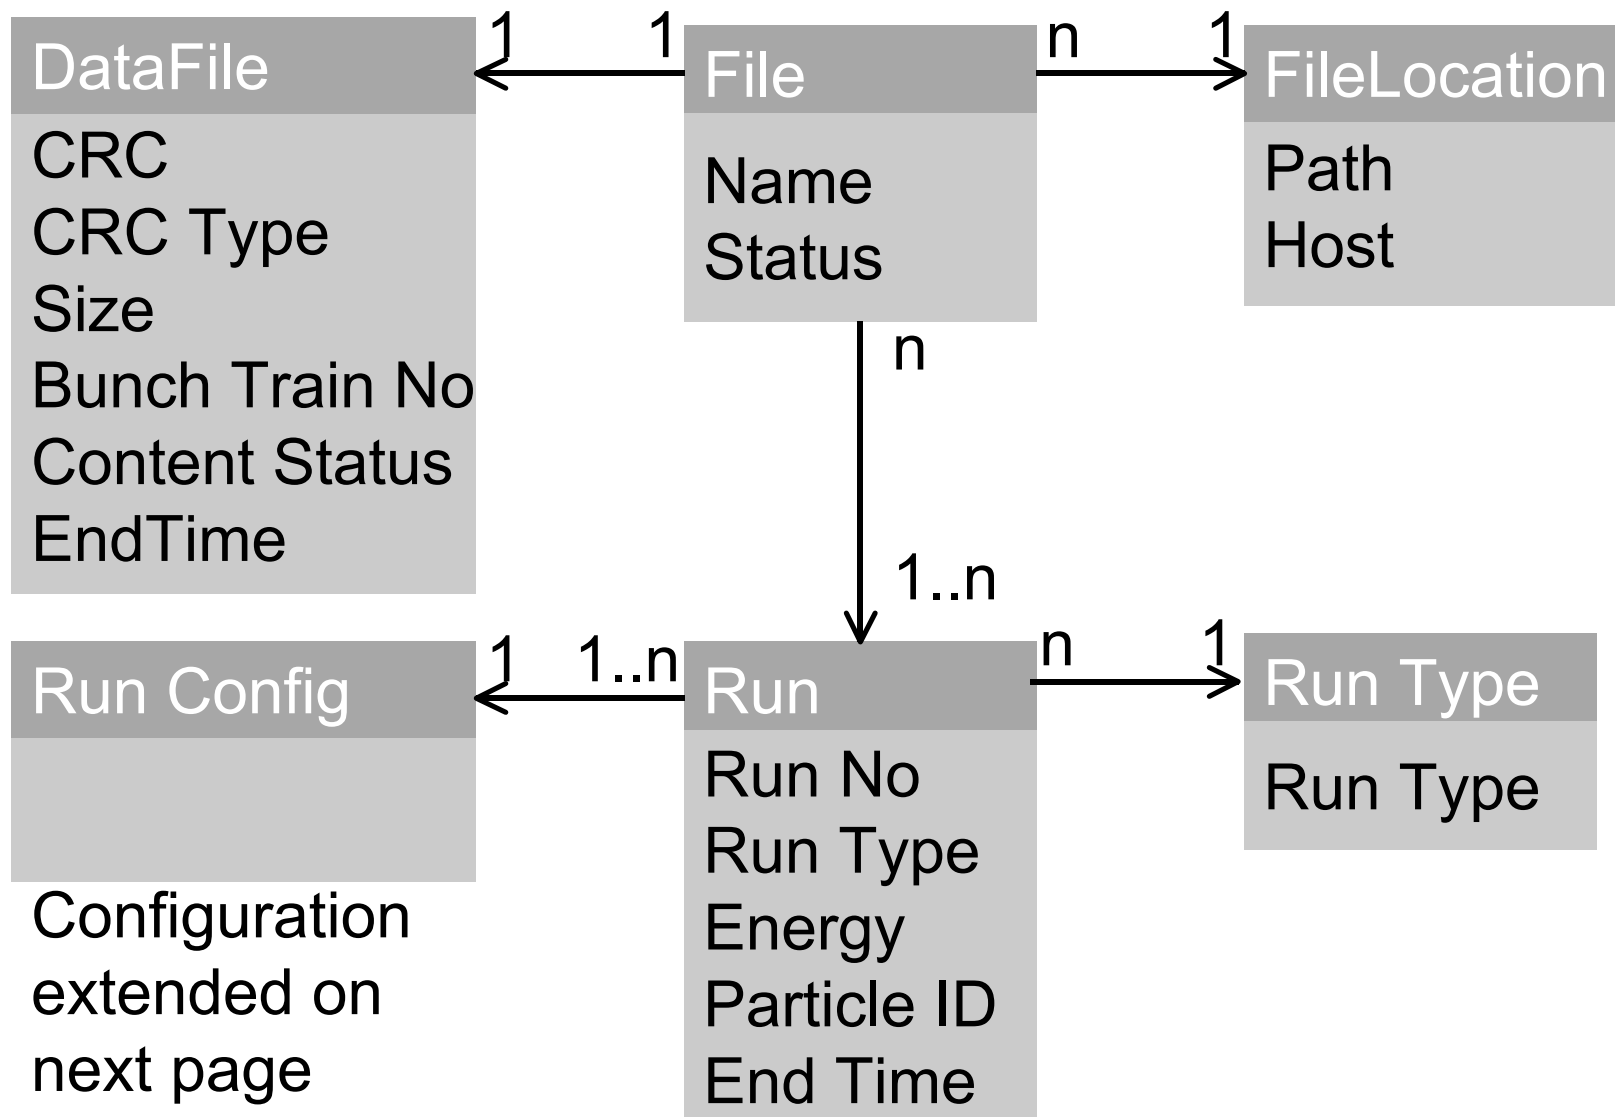 DataFile
CRC
CRC Type
Size
Bunch Train No
Content Status
EndTime
1 1
File
Name
Status
n 1
FileLocation
Path
Host
n
1..n
Run Config
Configuration
extended on
next page
1 1..n
Run
Run No
Run Type
Energy
Particle ID
End Time
n 1
Run Type
Run Type